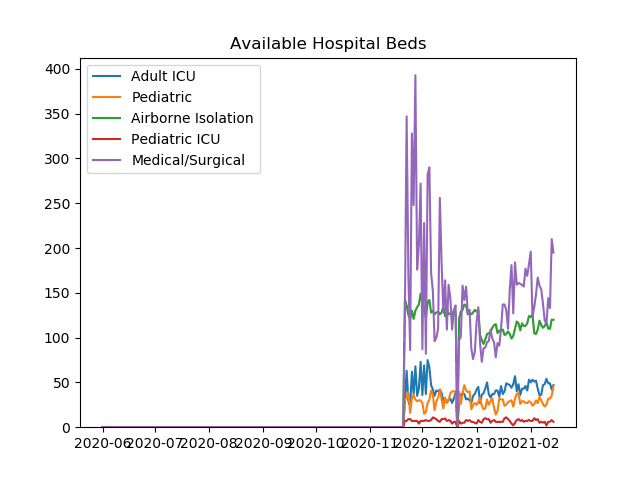 Available Hospital Beds
Adult ICU
Pediatric
Airborne Isolation
Pediatric ICU
Medical/Surgical
400
350
300
250
200
150
100
50
0
2020-06 2020-07 2020-08 2020-09 2020-10 2020-11 2020-12 2021-01 2021-02